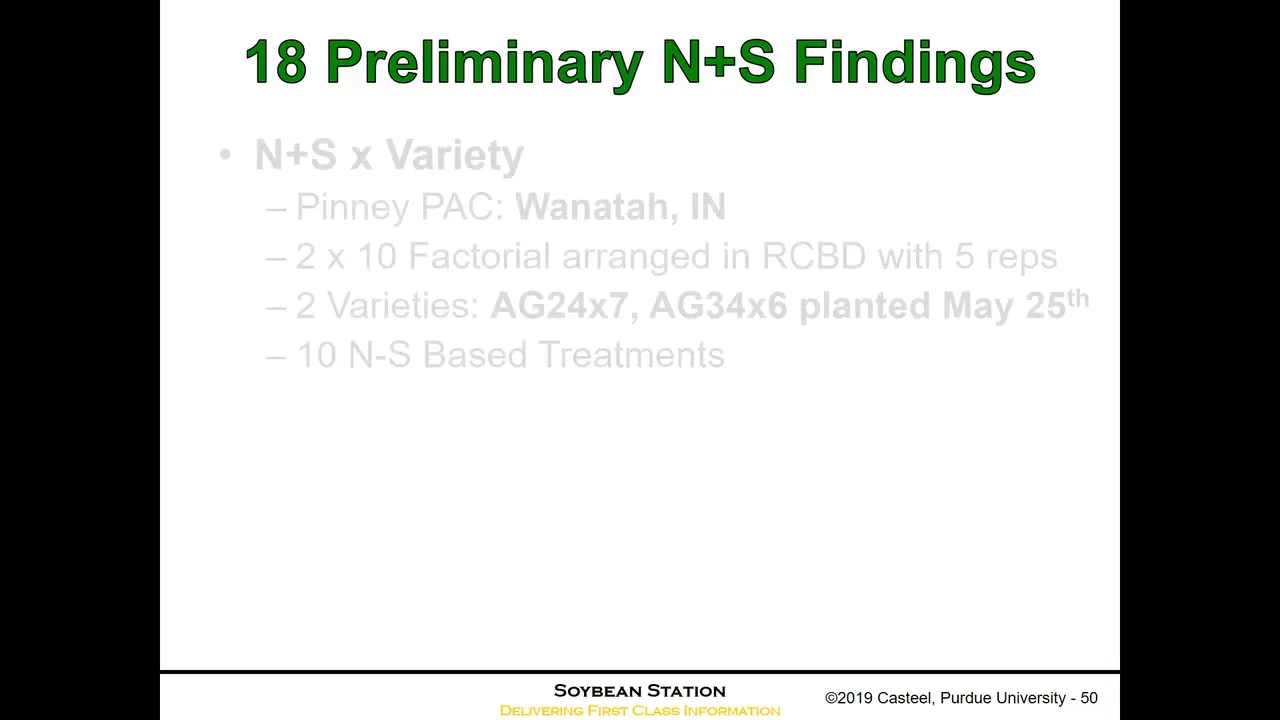 18 Preliminary N+S Findings
• N+S x Variety
– Pinney PAC: Wanatah, IN
– 2 x 10 Factorial arranged in RCBD with 5 reps
– 2 Varieties: AG24x7, AG34x6 planted May 25th
– 10 N-S Based Treatments
SOYBEAN STATION
DELIVERING FIRST CLASS INFORMATION
©2019 Casteel, Purdue University - 50